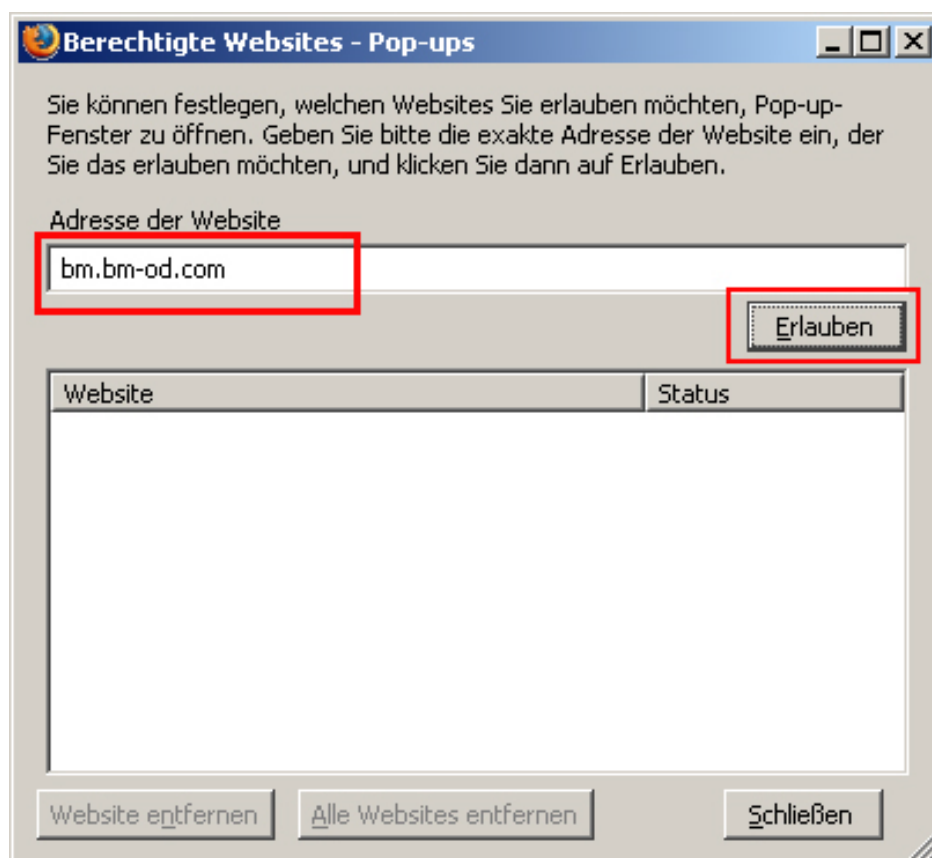 Berechtigte Websites - Pop-ups
Sie können festlegen, welchen Websites Sie erlauben möchten, Pop-up-
Fenster zu öffnen. Geben Sie bitte die exakte Adresse der Website ein, der
Sie das erlauben möchten, und klicken Sie dann auf Erlauben.
Adresse der Website
bm.bm-od.com
Erlauben
Website Status
Website entfernen Alle Websites entfernen Schließen